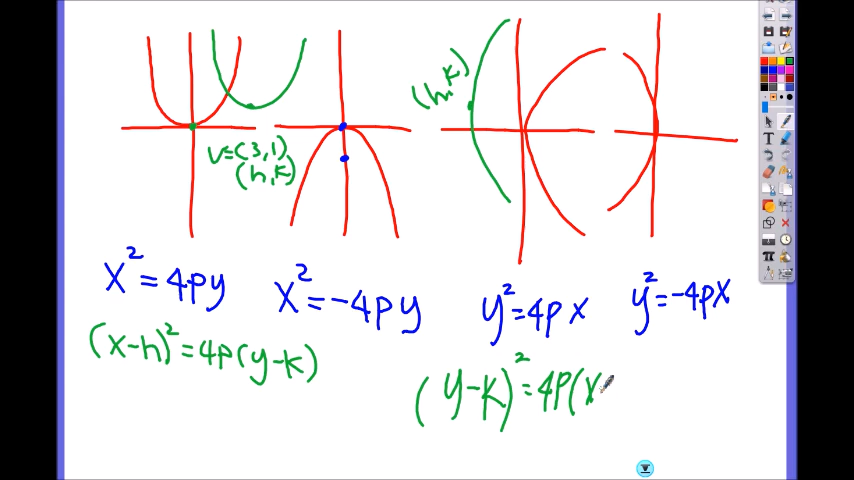 (h,k)
V=(3,1)
(h,k)
x²=4py
x²=-4py
y²=4px
y²=-4px
(x-h)²=4p(y-k)
(y-k)²=4p(x
T
π